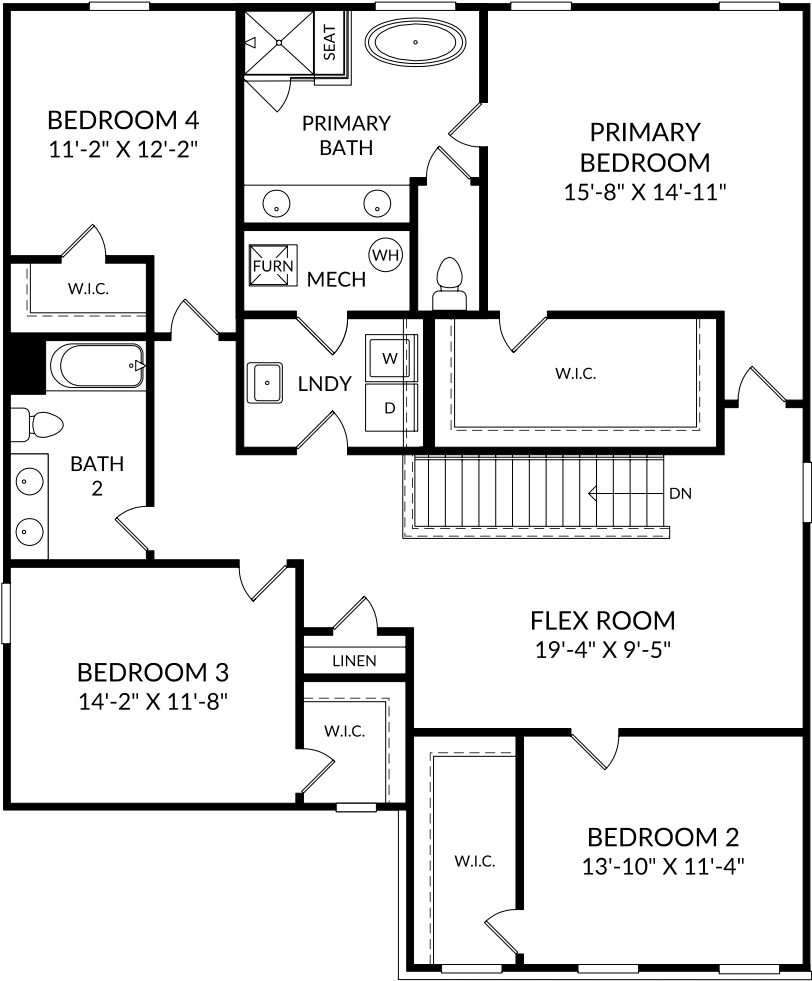 SEAT
BEDROOM 4
11'-2" X 12'-2"
PRIMARY
BATH
PRIMARY
BEDROOM
15'-8" X 14'-11"
W.I.C.
FURN
MECH
WH
LNDY
W
D
W.I.C.
BATH
2
DN
FLEX ROOM
19'-4" X 9'-5"
BEDROOM 3
14'-2" X 11'-8"
LINEN
W.I.C.
W.I.C.
BEDROOM 2
13'-10" X 11'-4"